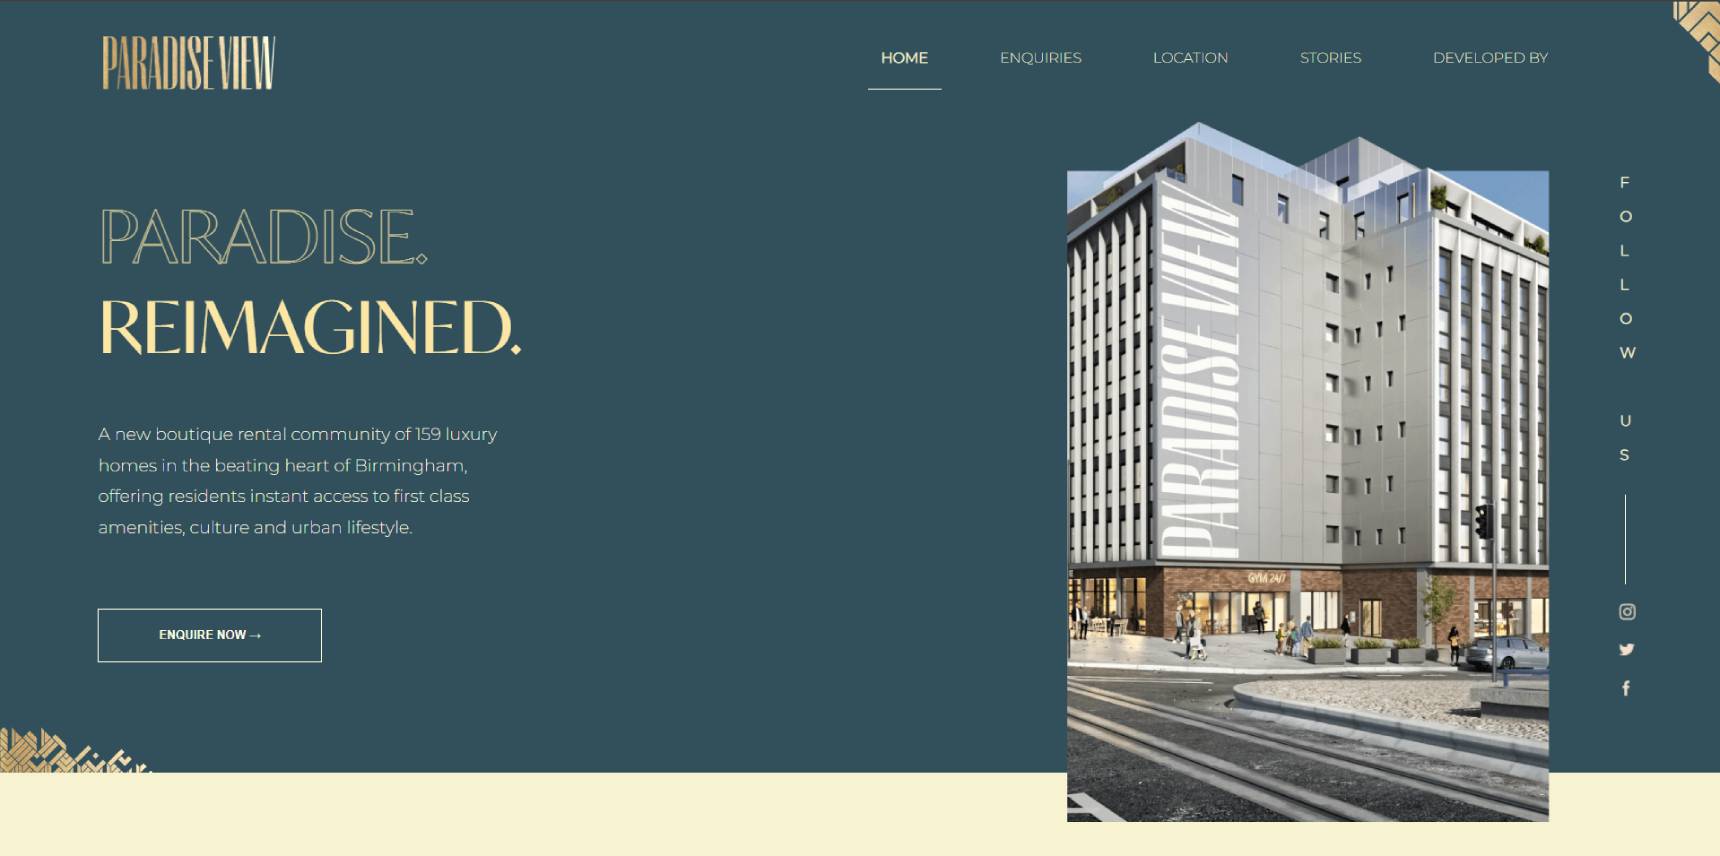 PARADISE VIEW
HOME
ENQUIRIES
LOCATION
STORIES
DEVELOPED BY
PARADISE.
REIMAGINED.
A new boutique rental community of 159 luxury
homes in the beating heart of Birmingham,
offering residents instant access to first class
amenities, culture and urban lifestyle.
ENQUIRE NOW →
PARADISE VIEW
GYM 24/7
FOLLOW US